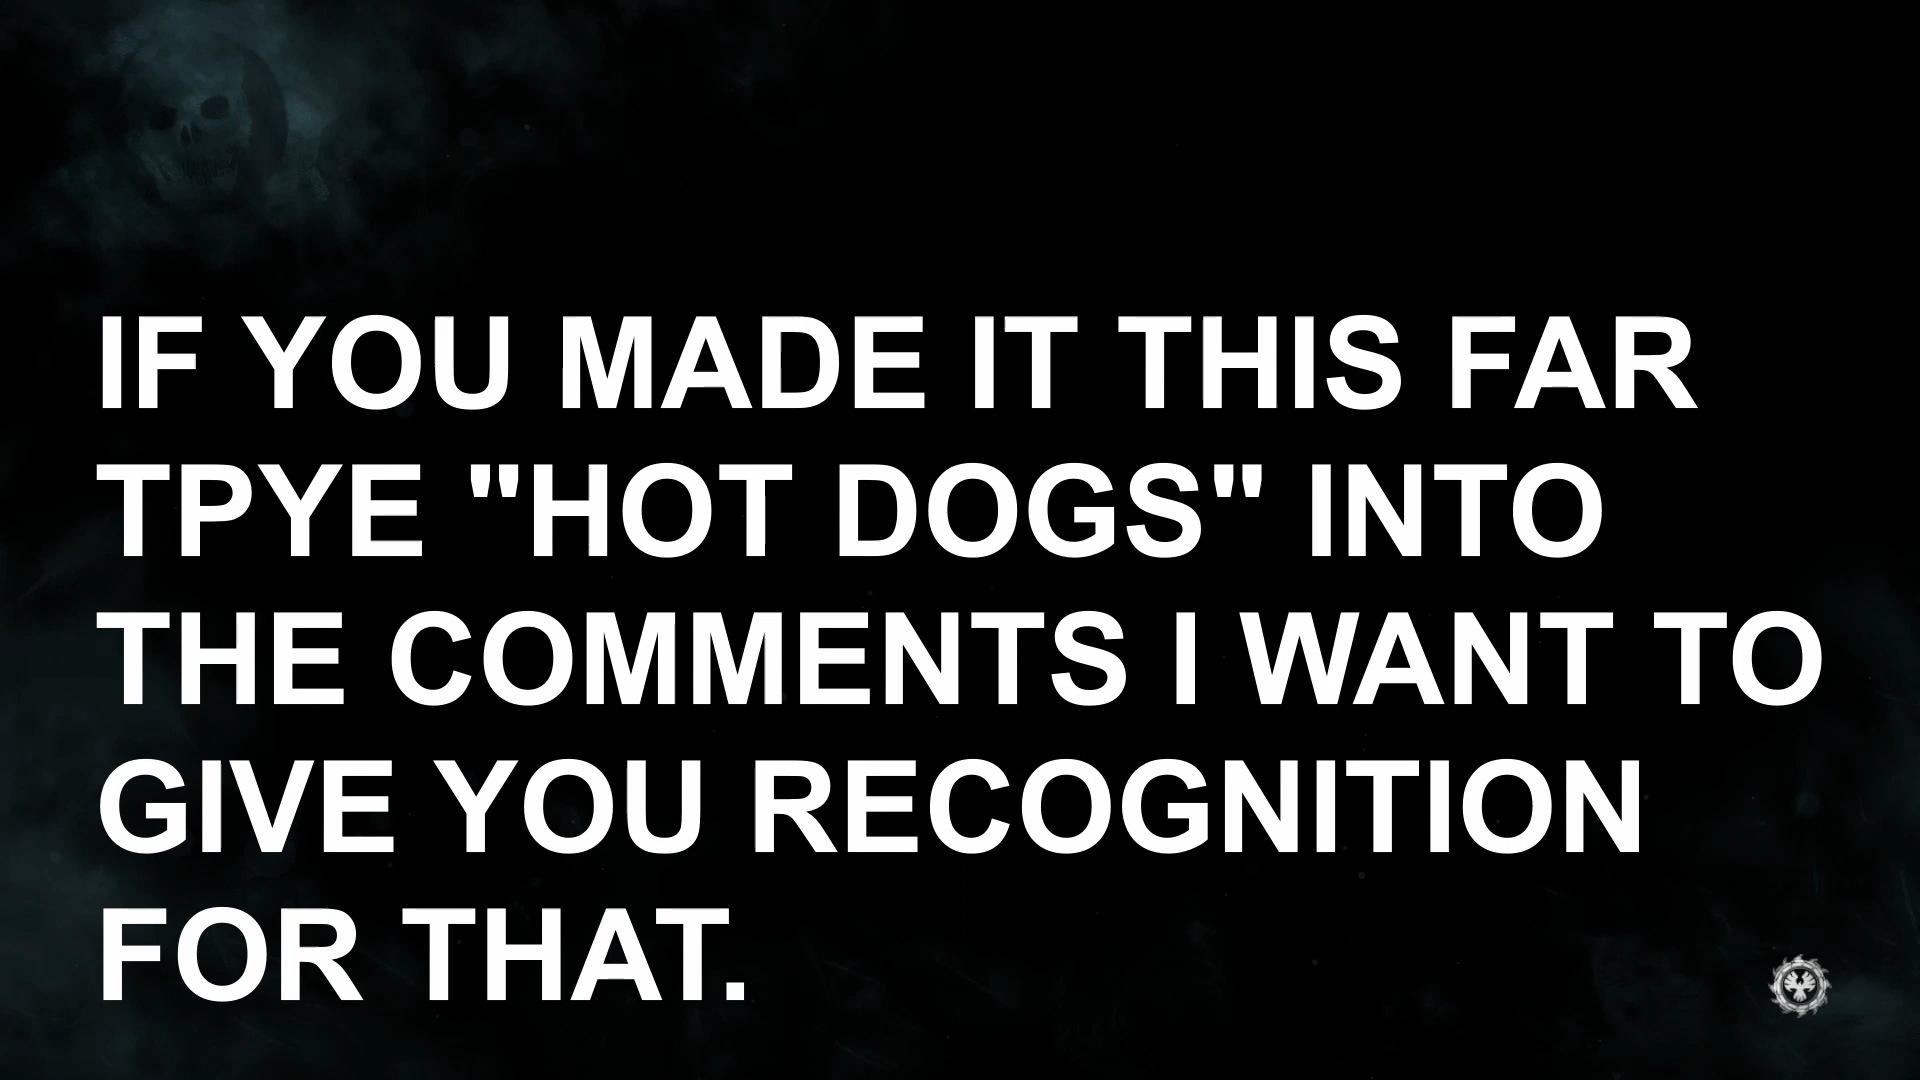 IF YOU MADE IT THIS FAR
TPYE "HOT DOGS" INTO
THE COMMENTS I WANT TO
GIVE YOU RECOGNITION
FOR THAT.